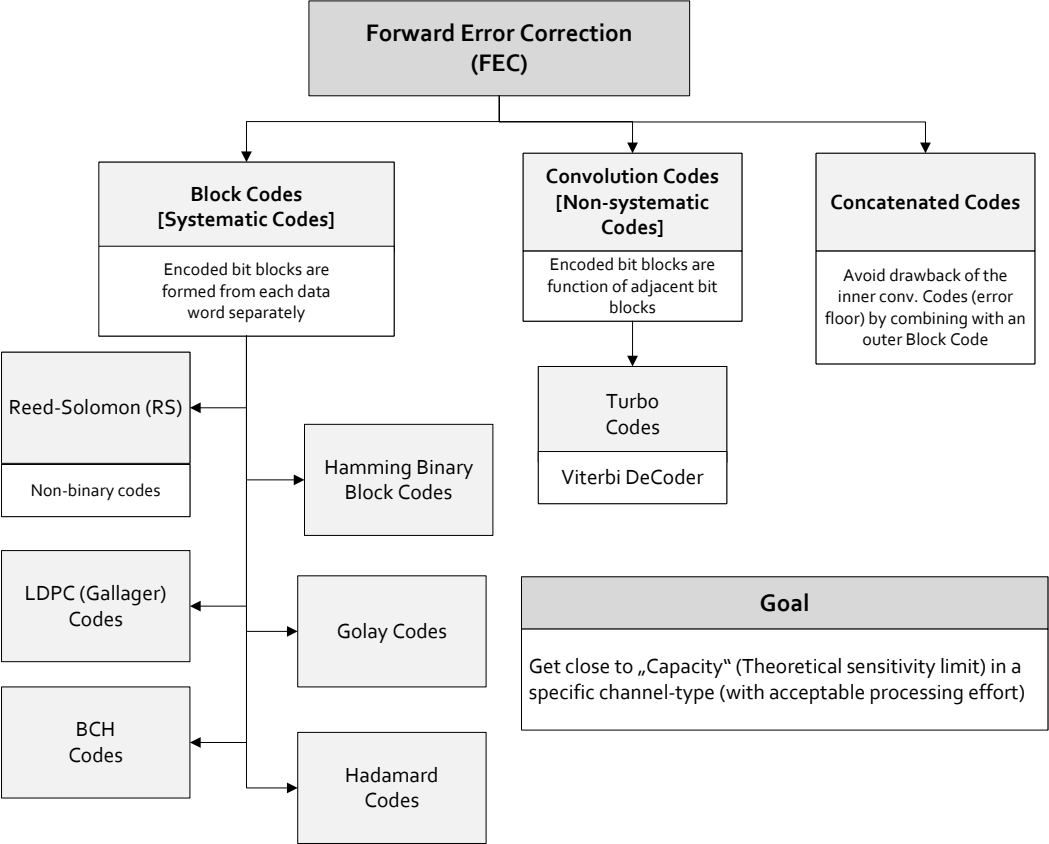 Forward Error Correction
(FEC)
Block Codes
[Systematic Codes]
Encoded bit blocks are
formed from each data
word separately
Convolution Codes
[Non-systematic
Codes]
Encoded bit blocks are
function of adjacent bit
blocks
Concatenated Codes
Avoid drawback of the
inner conv. Codes (error
floor) by combining with an
outer Block Code
Reed-Solomon (RS)
Non-binary codes
Hamming Binary
Block Codes
Turbo
Codes
Viterbi DeCoder
LDPC (Gallager)
Codes
Golay Codes
BCH
Codes
Hadamard
Codes
Goal
Get close to „Capacity“ (Theoretical sensitivity limit) in a
specific channel-type (with acceptable processing effort)